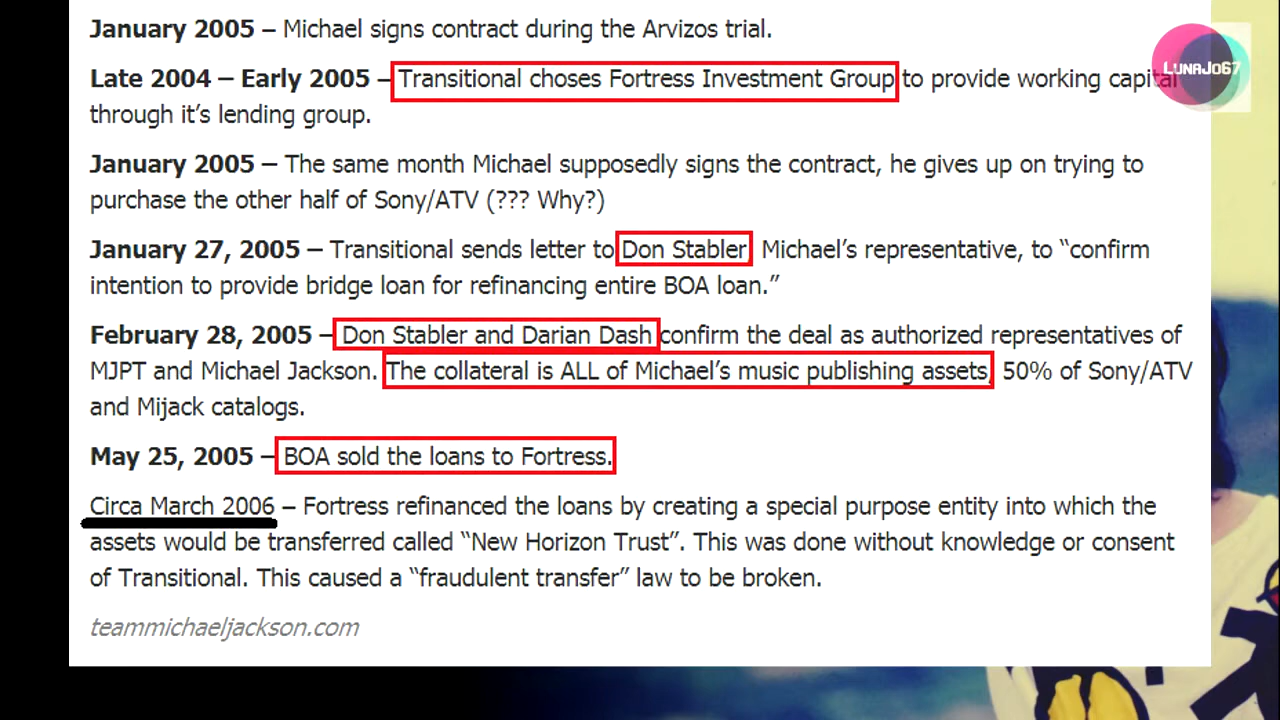 January 2005 – Michael signs contract during the Arvizos trial.
Late 2004 – Early 2005 – Transitional choses Fortress Investment Group to provide working capital
through it's lending group.
January 2005 – The same month Michael supposedly signs the contract, he gives up on trying to
purchase the other half of Sony/ATV (??? Why?)
January 27, 2005 – Transitional sends letter to Don Stabler, Michael's representative, to “confirm
intention to provide bridge loan for refinancing entire BOA loan.”
February 28, 2005 – Don Stabler and Darian Dash confirm the deal as authorized representatives of
MJPT and Michael Jackson. The collateral is ALL of Michael's music publishing assets, 50% of Sony/ATV
and Mijack catalogs.
May 25, 2005 – BOA sold the loans to Fortress.
Circa March 2006 – Fortress refinanced the loans by creating a special purpose entity into which the
assets would be transferred called “New Horizon Trust”. This was done without knowledge or consent
of Transitional. This caused a “fraudulent transfer” law to be broken.
teammichaeljackson.com
LUNAJO67